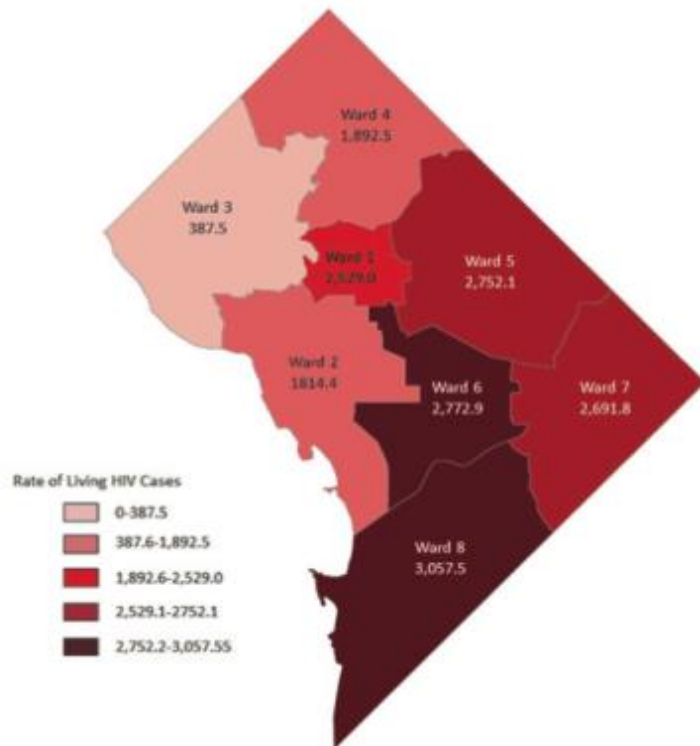 Ward 4
1,892.5
Ward 3
387.5
Ward 1
2,529.0
Ward 5
2,752.1
Ward 2
1814.4
Ward 6
2,772.9
Ward 7
2,691.8
Rate of Living HIV Cases
0-387.5
387.6-1,892.5
1,892.6-2,529.0
2,529.1-2752.1
2,752.2-3,057.55
Ward 8
3,057.5